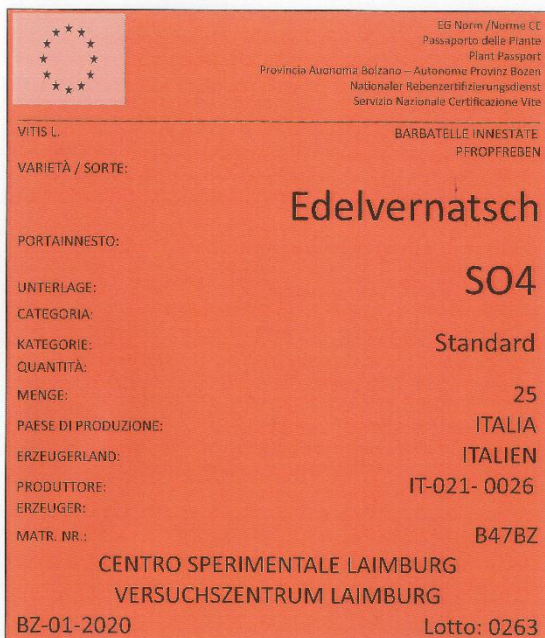 EG Norm /Norme CE
Passaporto delle Piante
Plant Passport
Provincia Auonoma Bolzano – Autonome Provinz Bozen
Nationaler Rebenzertifizierungsdienst
Servizio Nazionale Certificazione Vite
VITIS L. BARBATELLE INNESTATE
PFROPFREBEN
VARIETÀ / SORTE:
Edelvernatsch
PORTAINNESTO:
UNTERLAGE: SO4
CATEGORIA:
KATEGORIE: Standard
QUANTITÀ:
MENGE: 25
PAESE DI PRODUZIONE: ITALIA
ERZEUGERLAND: ITALIEN
PRODUTTORE: IT-021- 0026
ERZEUGER:
MATR. NR.: B47BZ
CENTRO SPERIMENTALE LAIMBURG
VERSUCHSZENTRUM LAIMBURG
BZ-01-2020 Lotto: 0263